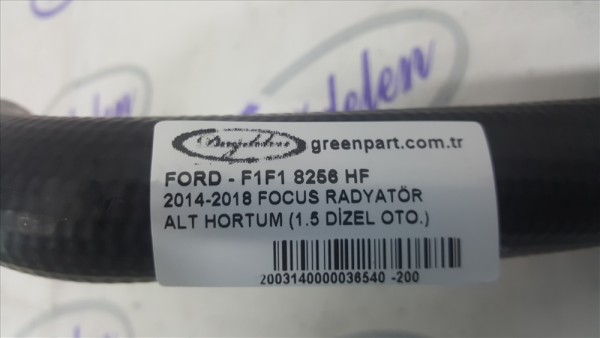 greenpart.com.tr
FORD - F1F1 8256 HF
2014-2018 FOCUS RADYATÖR
ALT HORTUM (1.5 DİZEL OTO.)
2003140000036540 -200